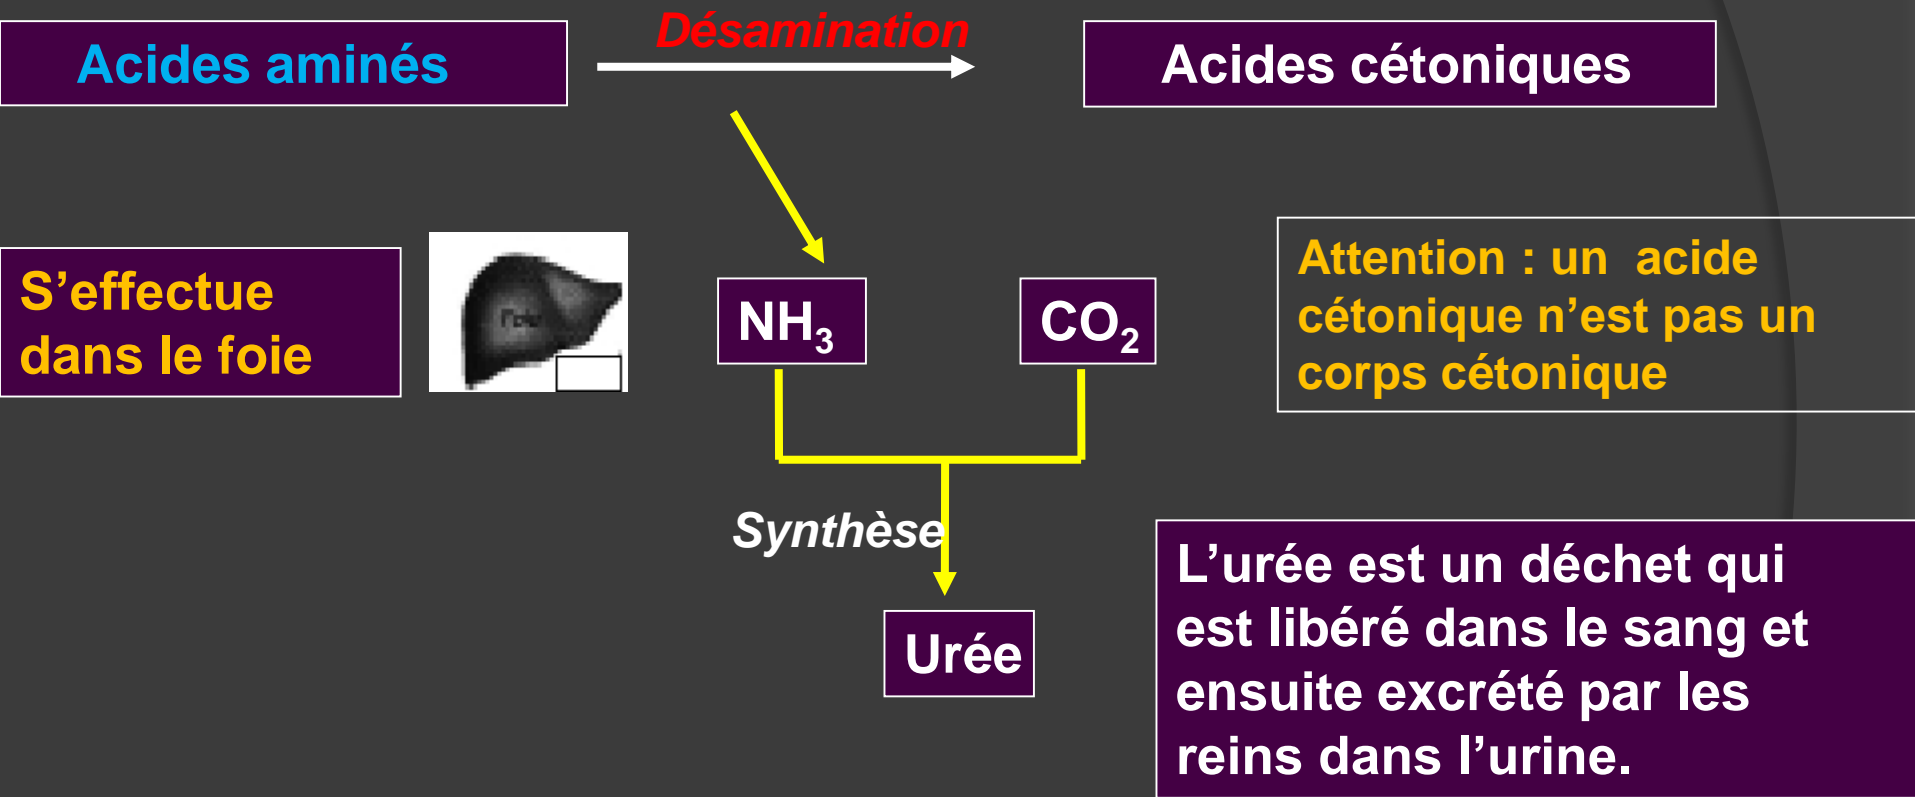 Désamination
Acides aminés
Acides cétoniques
S’effectue
dans le foie
Foie
NH₃
CO₂
Attention : un  acide
cétonique n’est pas un
corps cétonique
Synthèse
Urée
L’urée est un déchet qui
est libéré dans le sang et
ensuite excrété par les
reins dans l’urine.